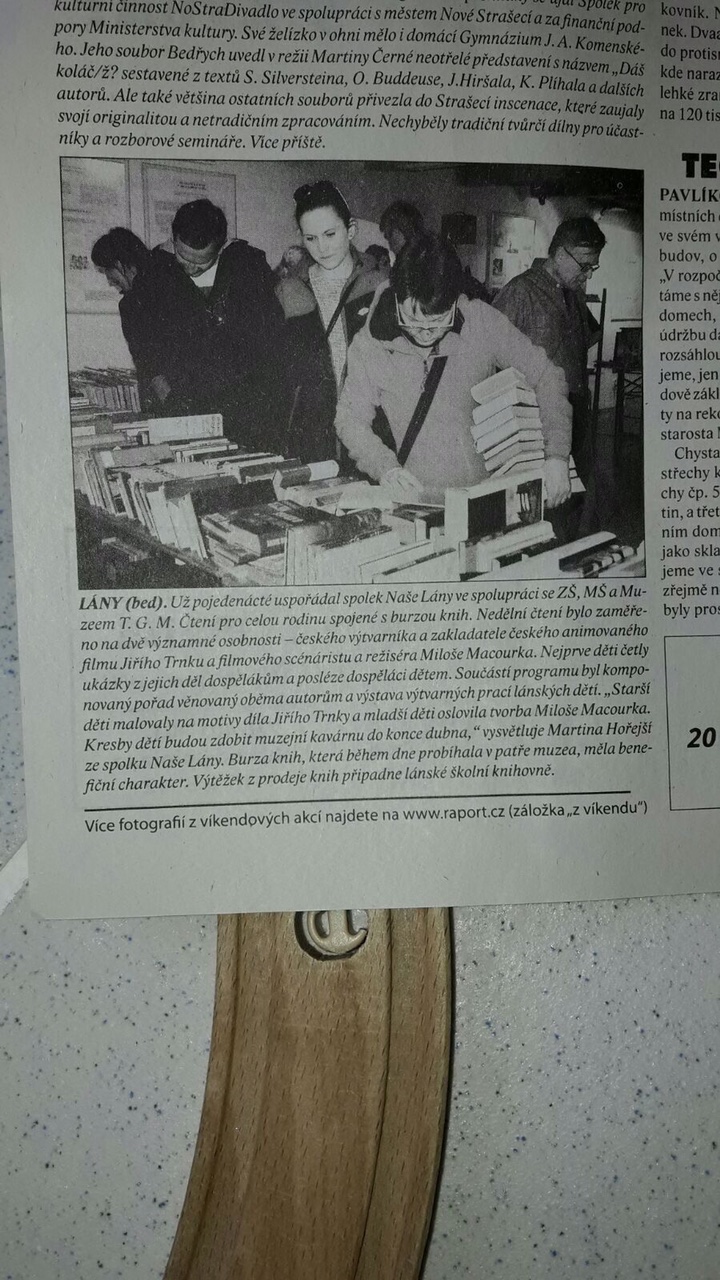 kulturní činnost NoStraDivadlo ve spolupráci s městem Nové Strašecí a za finanční pod-
pory Ministerstva kultury. Své želízko v ohni mělo i domácí Gymnázium J. A. Komenské-
ho. Jeho soubor Bedřych uvedl v režii Martiny Černé neotřelé představení s názvem „Dáš
koláč/ž? sestavené z textů S. Silversteina, O. Buddeuse, J.Hiršala, K. Plíhala a dalších
autorů. Ale také většina ostatních souborů přivezla do Strašecí inscenace, které zaujaly
svojí originalitou a netradičním zpracováním. Nechyběly tradiční tvůrčí dílny pro účast-
níky a rozborové semináře. Více příště.
LÁNY (bed). Už pojedenácté uspořádal spolek Naše Lány ve spolupráci se ZŠ, MŠ a Mu-
zeem T. G. M. Čtení pro celou rodinu spojené s burzou knih. Nedělní čtení bylo zaměře-
no na dvě významné osobnosti – českého výtvarníka a zakladatele českého animovaného
filmu Jiřího Trnku a filmového scénáristu a režiséra Miloše Macourka. Nejprve děti četly
ukázky z jejich děl dospělákům a posléze dospěláci dětem. Součástí programu byl kompo-
novaný pořad věnovaný oběma autorům a výstava výtvarných prací lánských dětí. „Starší
děti malovaly na motivy díla Jiřího Trnky a mladší děti oslovila tvorba Miloše Macourka.
Kresby dětí budou zdobit muzejní kavárnu do konce dubna,“ vysvětluje Martina Hořejší
ze spolku Naše Lány. Burza knih, která během dne probíhala v patře muzea, měla bene-
fiční charakter. Výtěžek z prodeje knih připadne lánské školní knihovně.
Více fotografií z víkendových akcí najdete na www.raport.cz (záložka „z víkendu“)
kovník. N
nek. Dvaa
do protis
kde naraz
lehké zra
na 120 tis
TE
PAVLÍK
místních
ve svém v
budov, o
„V rozpoč
táme s něj
domech,
údržbu da
rozsáhlou
jeme, jen
dově zákl
ty na reko
starosta
Chysta
střechy k
chy čp. 5
tin, a třet
ním dom
jako skla
jeme ve s
zřejmě n
byly pros
20